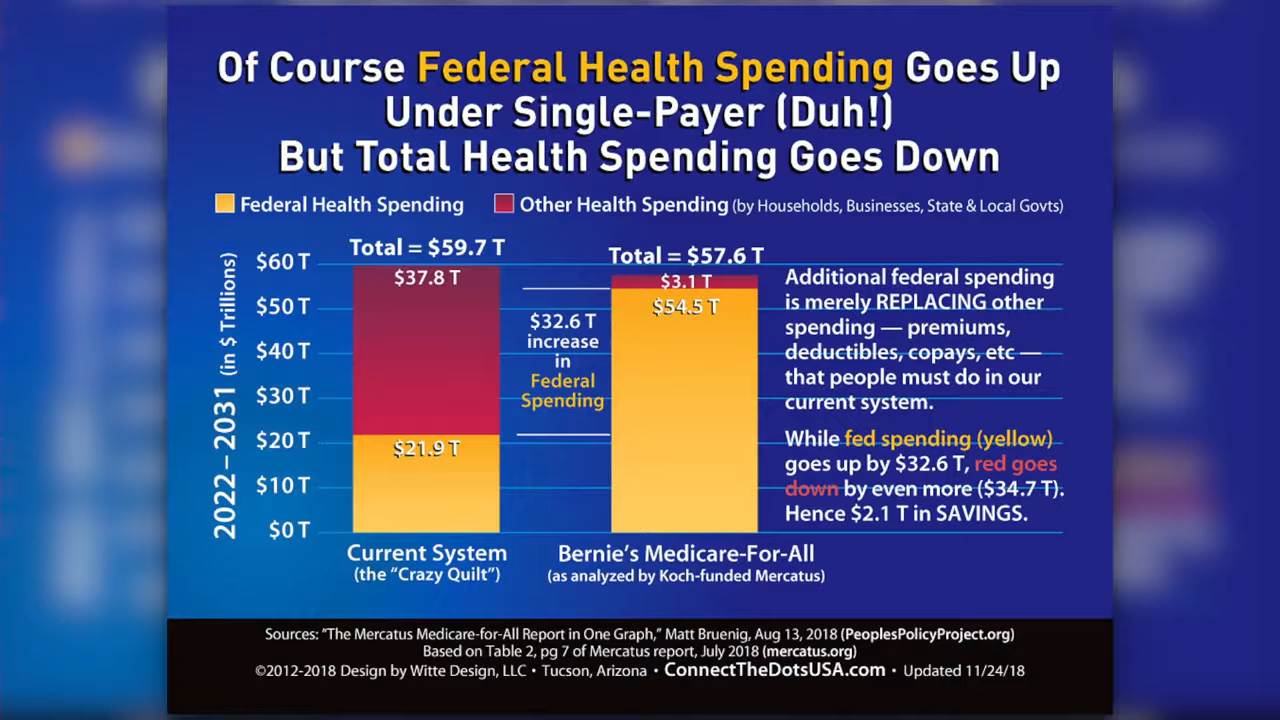 Of Course Federal Health Spending Goes Up
Under Single-Payer (Duh!)
But Total Health Spending Goes Down
Federal Health Spending
Other Health Spending (by Households, Businesses, State & Local Govts)
2022–2031 (in $ Trillions)
$60 T
$50 T
$40 T
$30 T
$20 T
$10 T
$0 T
Total = $59.7 T
$37.8 T
$21.9 T
$32.6 T
increase
in
Federal
Spending
Total = $57.6 T
$3.1 T
$54.5 T
Current System
(the “Crazy Quilt”)
Bernie’s Medicare-For-All
(as analyzed by Koch-funded Mercatus)
Additional federal spending
is merely REPLACING other
spending — premiums,
deductibles, copays, etc —
that people must do in our
current system.
While fed spending (yellow)
goes up by $32.6 T, red goes
down by even more ($34.7 T).
Hence $2.1 T in SAVINGS.
Sources: “The Mercatus Medicare-for-All Report in One Graph,” Matt Bruenig, Aug 13, 2018 (PeoplesPolicyProject.org)
Based on Table 2, pg 7 of Mercatus report, July 2018 (mercatus.org)
©2012-2018 Design by Witte Design, LLC • Tucson, Arizona • ConnectTheDotsUSA.com • Updated 11/24/18